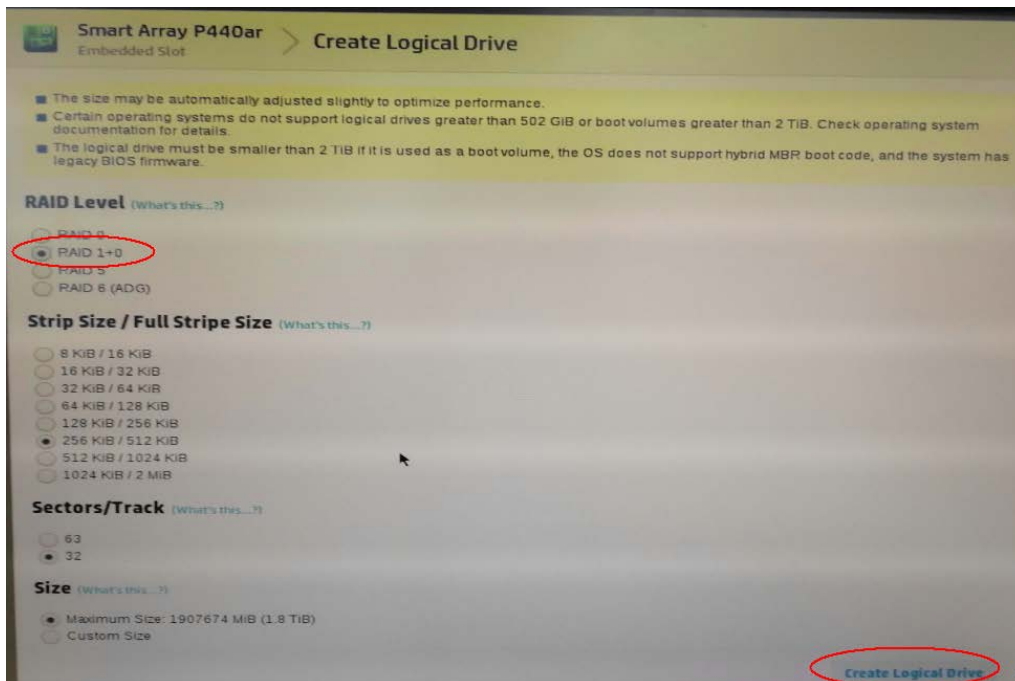 Smart Array P440ar
Embedded Slot
Create Logical Drive
The size may be automatically adjusted slightly to optimize performance.
Certain operating systems do not support logical drives greater than 502 GiB or boot volumes greater than 2 TiB. Check operating system
documentation for details.
The logical drive must be smaller than 2 TiB if it is used as a boot volume, the OS does not support hybrid MBR boot code, and the system has
legacy BIOS firmware.
RAID Level (What's this...?)
RAID 0
RAID 1+0
RAID 5
RAID 6 (ADG)
Strip Size / Full Stripe Size (What's this...?)
8 KiB / 16 KiB
16 KiB / 32 KiB
32 KiB / 64 KiB
64 KiB / 128 KiB
128 KiB / 256 KiB
256 KiB / 512 KiB
512 KiB / 1024 KiB
1024 KiB / 2 MiB
Sectors/Track (What's this...?)
63
32
Size (What's this...?)
Maximum Size: 1907674 MiB (1.8 TiB)
Custom Size
Create Logical Drive